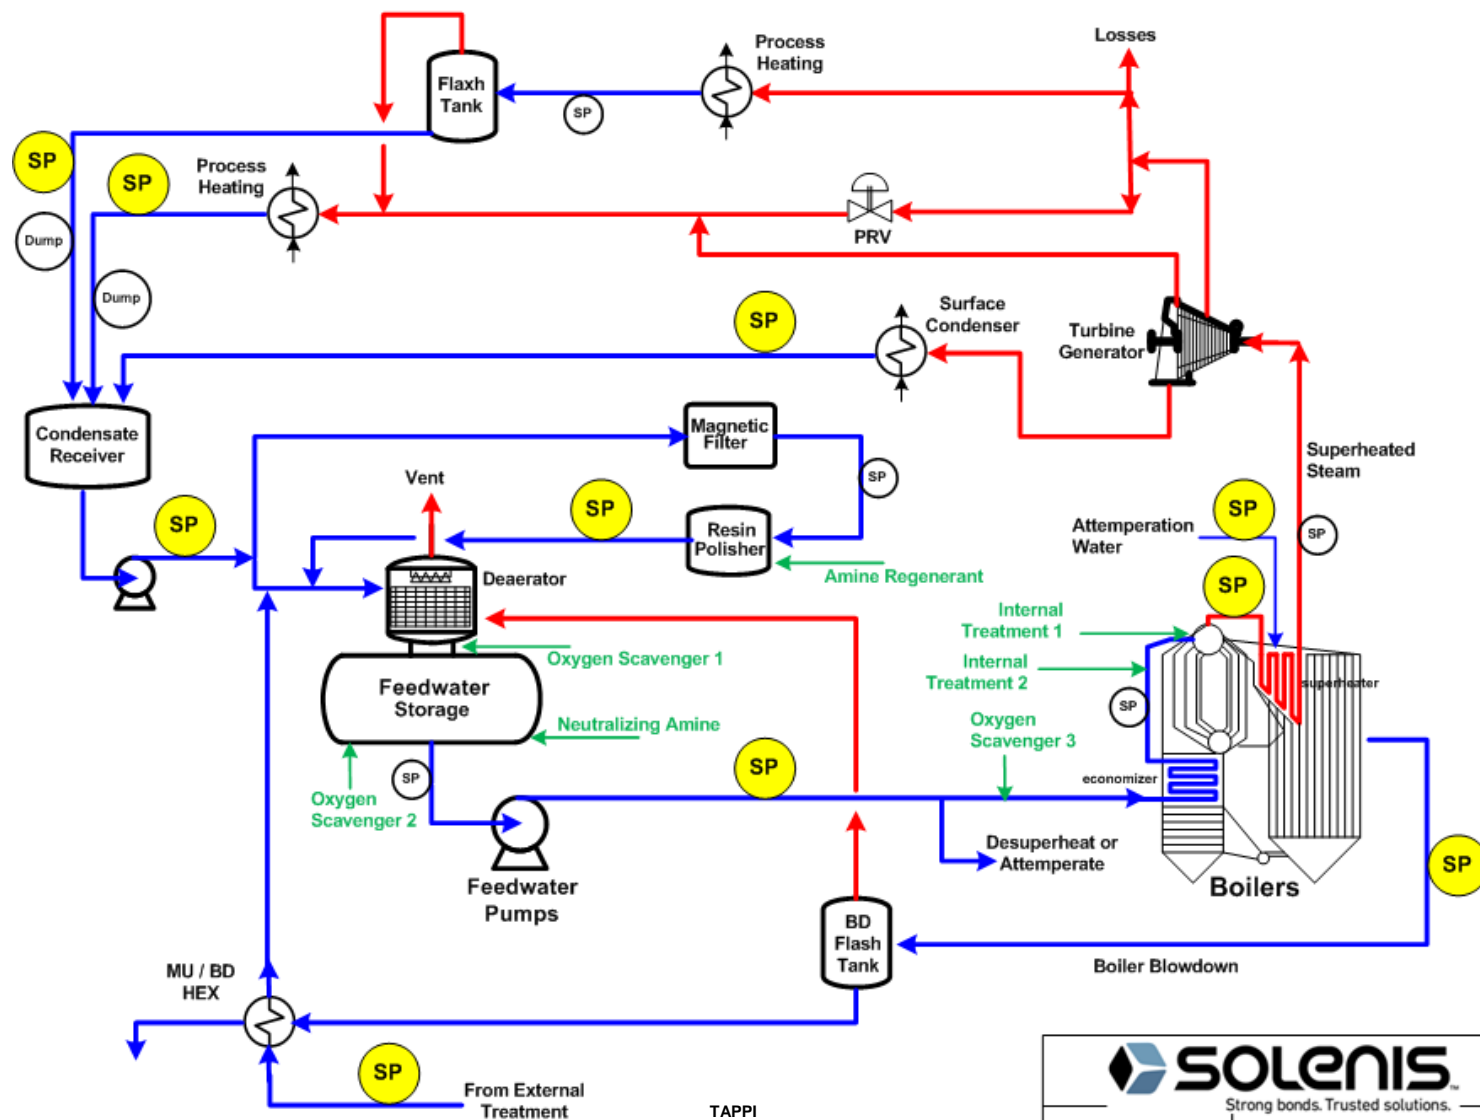 Losses
Process
Heating
Flaxh
Tank
SP
SP
SP
Process
Heating
Dump
Dump
PRV
SP
Surface
Condenser
Turbine
Generator
Condensate
Receiver
Magnetic
Filter
Superheated
Steam
Vent
SP
SP
SP
SP
SP
Resin
Polisher
Attemperation
Water
Deaerator
Amine Regenerant
SP
Internal
Treatment 1
Oxygen Scavenger 1
Internal
Treatment 2
superheater
Feedwater
Storage
SP
Neutralizing Amine
Oxygen
Scavenger 3
SP
SP
economizer
Oxygen
Scavenger 2
Desuperheat or
Attemperate
SP
Feedwater
Pumps
Boilers
BD
Flash
Tank
Boiler Blowdown
MU / BD
HEX
SP
From External
Treatment
TAPPI
SOLENIS
TM
Strong bonds. Trusted solutions.